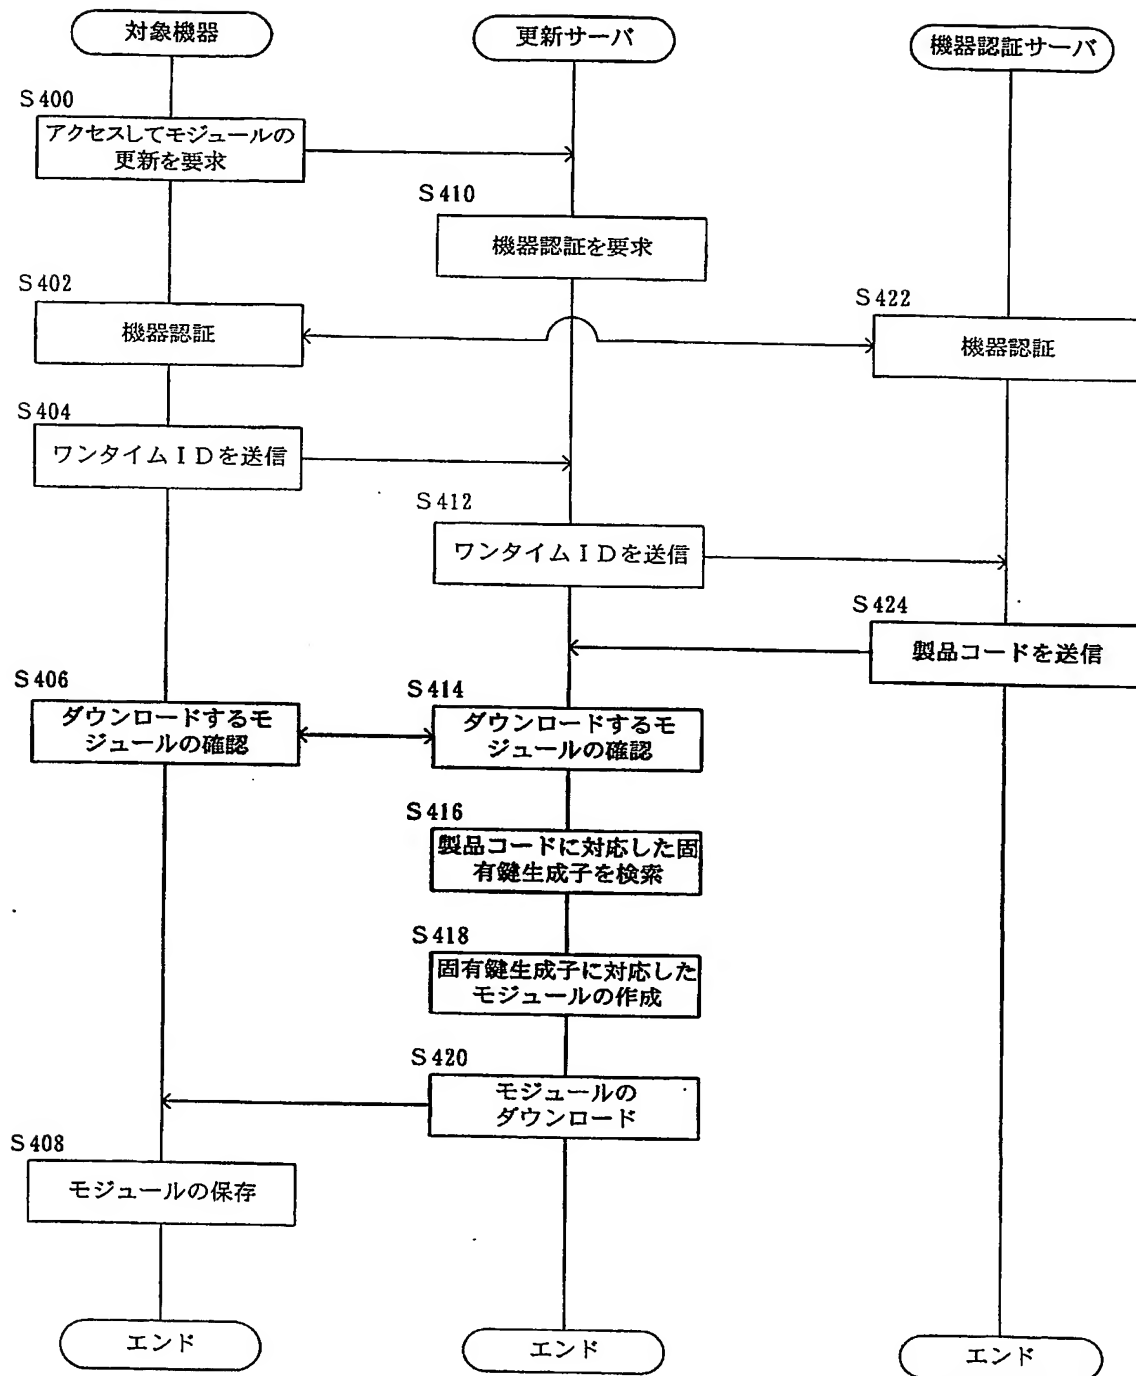 対象機器
更新サーバ
機器認証サーバ
S400
アクセスしてモジュールの
更新を要求
S410
機器認証を要求
S402
機器認証
S422
機器認証
S404
ワンタイムIDを送信
S412
ワンタイムIDを送信
S424
製品コードを送信
S406
ダウンロードするモ
ジュールの確認
S414
ダウンロードするモ
ジュールの確認
S416
製品コードに対応した固
有鍵生成子を検索
S418
固有鍵生成子に対応した
モジュールの作成
S420
モジュールの
ダウンロード
S408
モジュールの保存
エンド
エンド
エンド